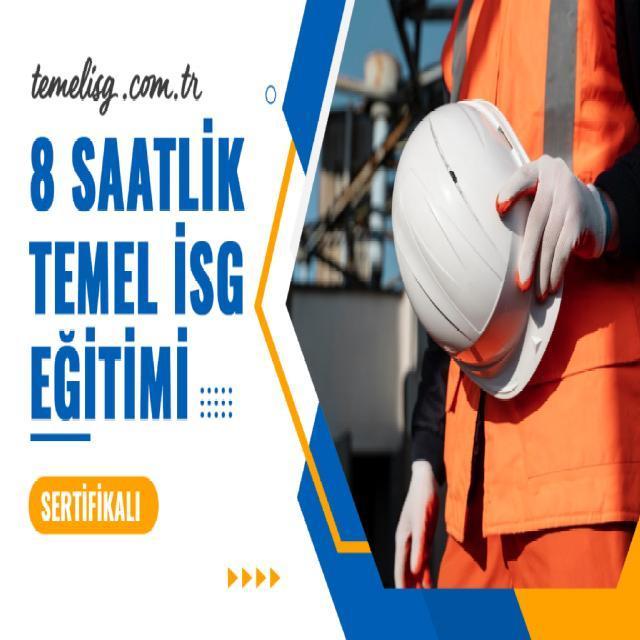 temelisg.com.tr
8 SAATLİK
TEMEL İSG
EĞİTİMİ
SERTİFİKALI